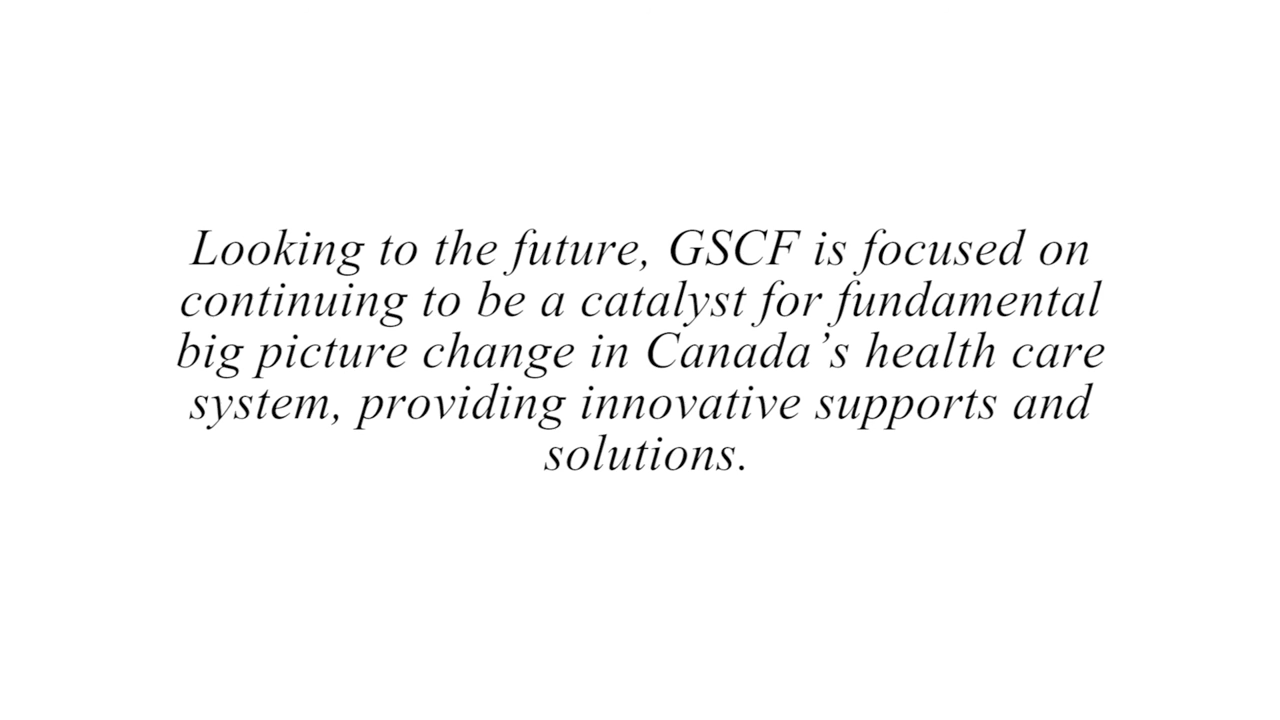 Looking to the future, GSCF is focused on
continuing to be a catalyst for fundamental
big picture change in Canada’s health care
system, providing innovative supports and
solutions.